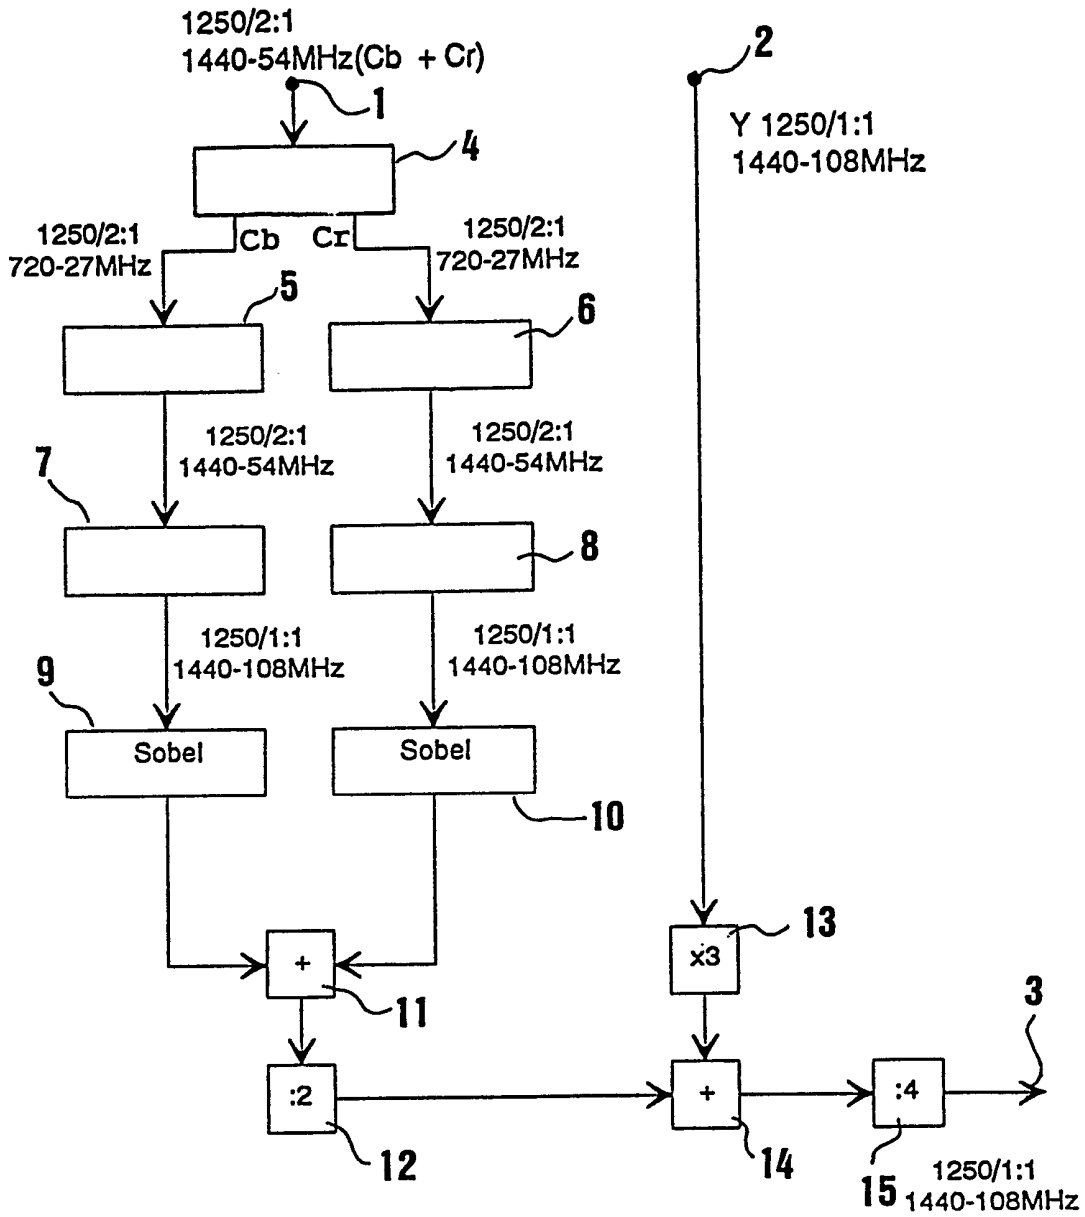 1250/2:1
1440-54MHz(Cb + Cr)
1
2
Y 1250/1:1
1440-108MHz
4
Cb Cr
1250/2:1
720-27MHz
1250/2:1
720-27MHz
5
6
1250/2:1
1440-54MHz
1250/2:1
1440-54MHz
7
8
1250/1:1
1440-108MHz
1250/1:1
1440-108MHz
9
Sobel
Sobel
10
x3
13
+
11
3
:2
+
:4
12
14
15
1250/1:1
1440-108MHz